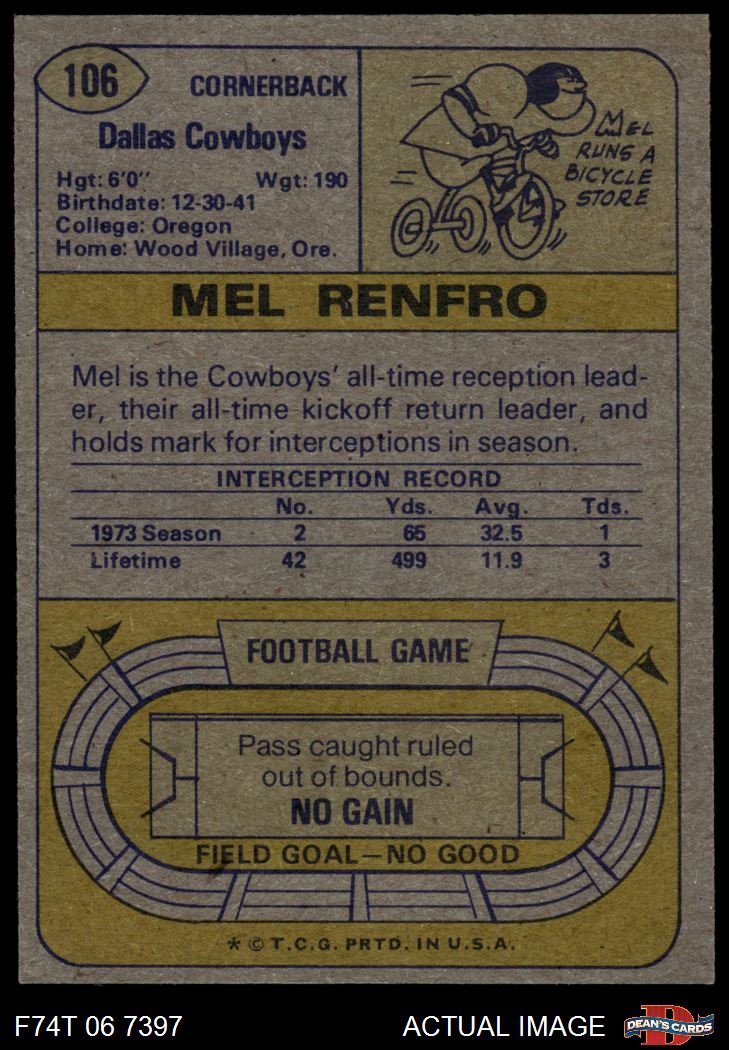 106
CORNERBACK
Dallas Cowboys
Hgt: 6'0" Wgt: 190
Birthdate: 12-30-41
College: Oregon
Home: Wood Village, Ore.
MEL
RUNS A
BICYCLE
STORE
MEL RENFRO
Mel is the Cowboys' all-time reception lead-
er, their all-time kickoff return leader, and
holds mark for interceptions in season.
INTERCEPTION RECORD
No. Yds. Avg. Tds.
1973 Season 2 65 32.5 1
Lifetime 42 499 11.9 3
FOOTBALL GAME
Pass caught ruled
out of bounds.
NO GAIN
FIELD GOAL—NO GOOD
* © T.C.G. PRTD. IN U.S.A.
F74T 06 7397 ACTUAL IMAGE D DEAN'S CARDS